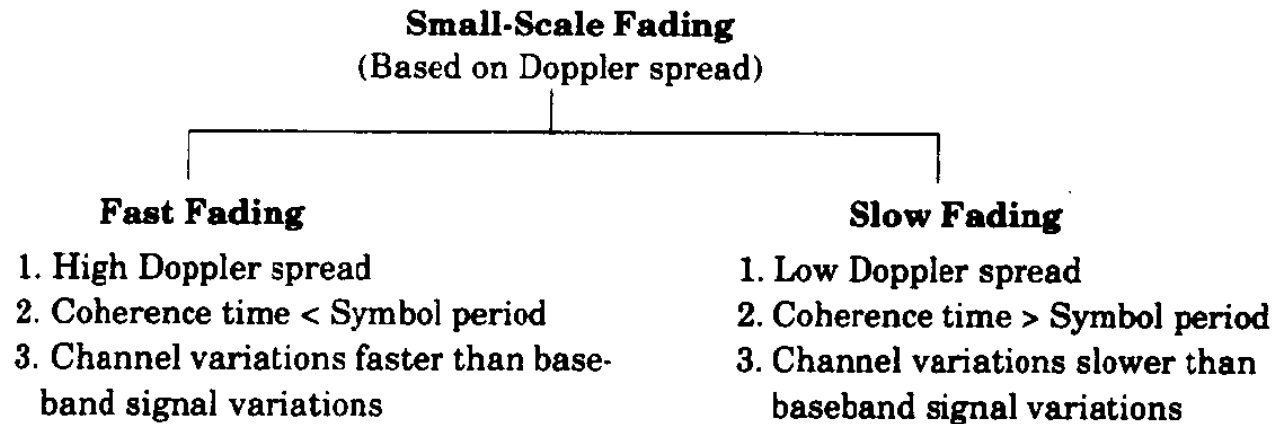 Small-Scale Fading
(Based on Doppler spread)
Fast Fading
1. High Doppler spread
2. Coherence time < Symbol period
3. Channel variations faster than base-
band signal variations
Slow Fading
1. Low Doppler spread
2. Coherence time > Symbol period
3. Channel variations slower than
baseband signal variations